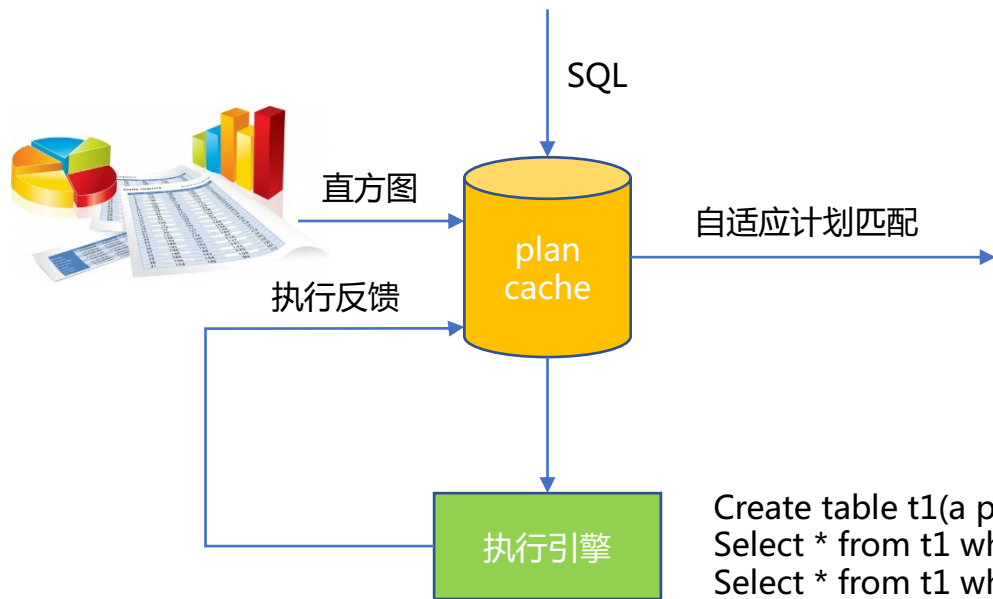 SQL
直方图
自适应计划匹配
plan
cache
执行反馈
执行引擎
Create table t1(a p
Select * from t1 wh
Select * from t1 wh